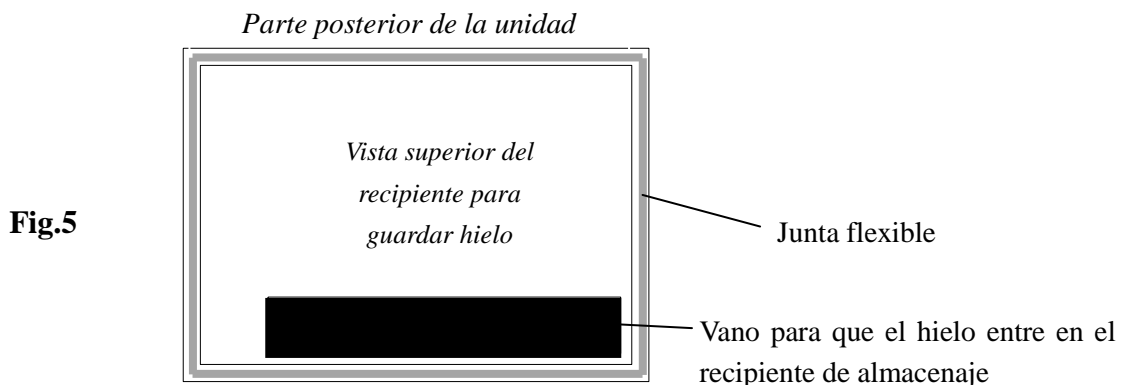 Parte posterior de la unidad
Vista superior del
recipiente para
guardar hielo
Fig.5
Junta flexible
Vano para que el hielo entre en el
recipiente de almacenaje